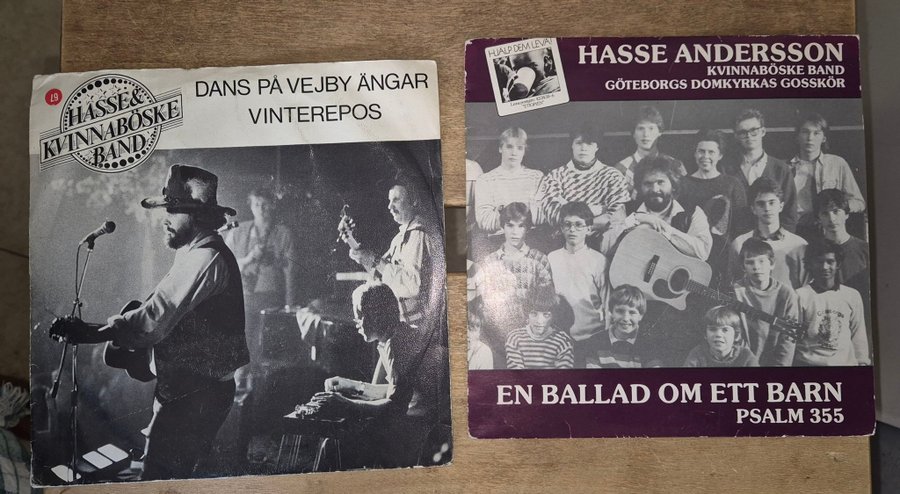 67
HASSE &
KVINNABÖSKE
BAND
DANS PÅ VEJBY ÄNGAR
VINTEREPOS
HJÄLP DEM LEVA!
HASSE ANDERSSON
KVINNABÖSKE BAND
GÖTEBORGS DOMKYRKAS GOSSKÖR
EN BALLAD OM ETT BARN
PSALM 355